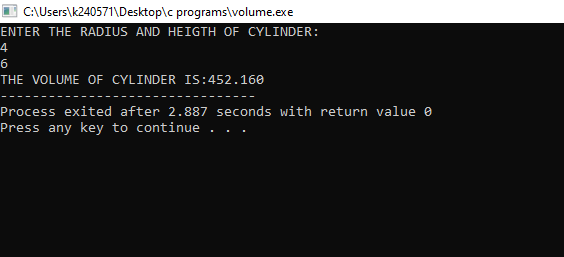 C:\Users\k240571\Desktop\c programs\volume.exe
ENTER THE RADIUS AND HEIGTH OF CYLINDER:
4
6
THE VOLUME OF CYLINDER IS:452.160
--------------------------------
Process exited after 2.887 seconds with return value 0
Press any key to continue . . .